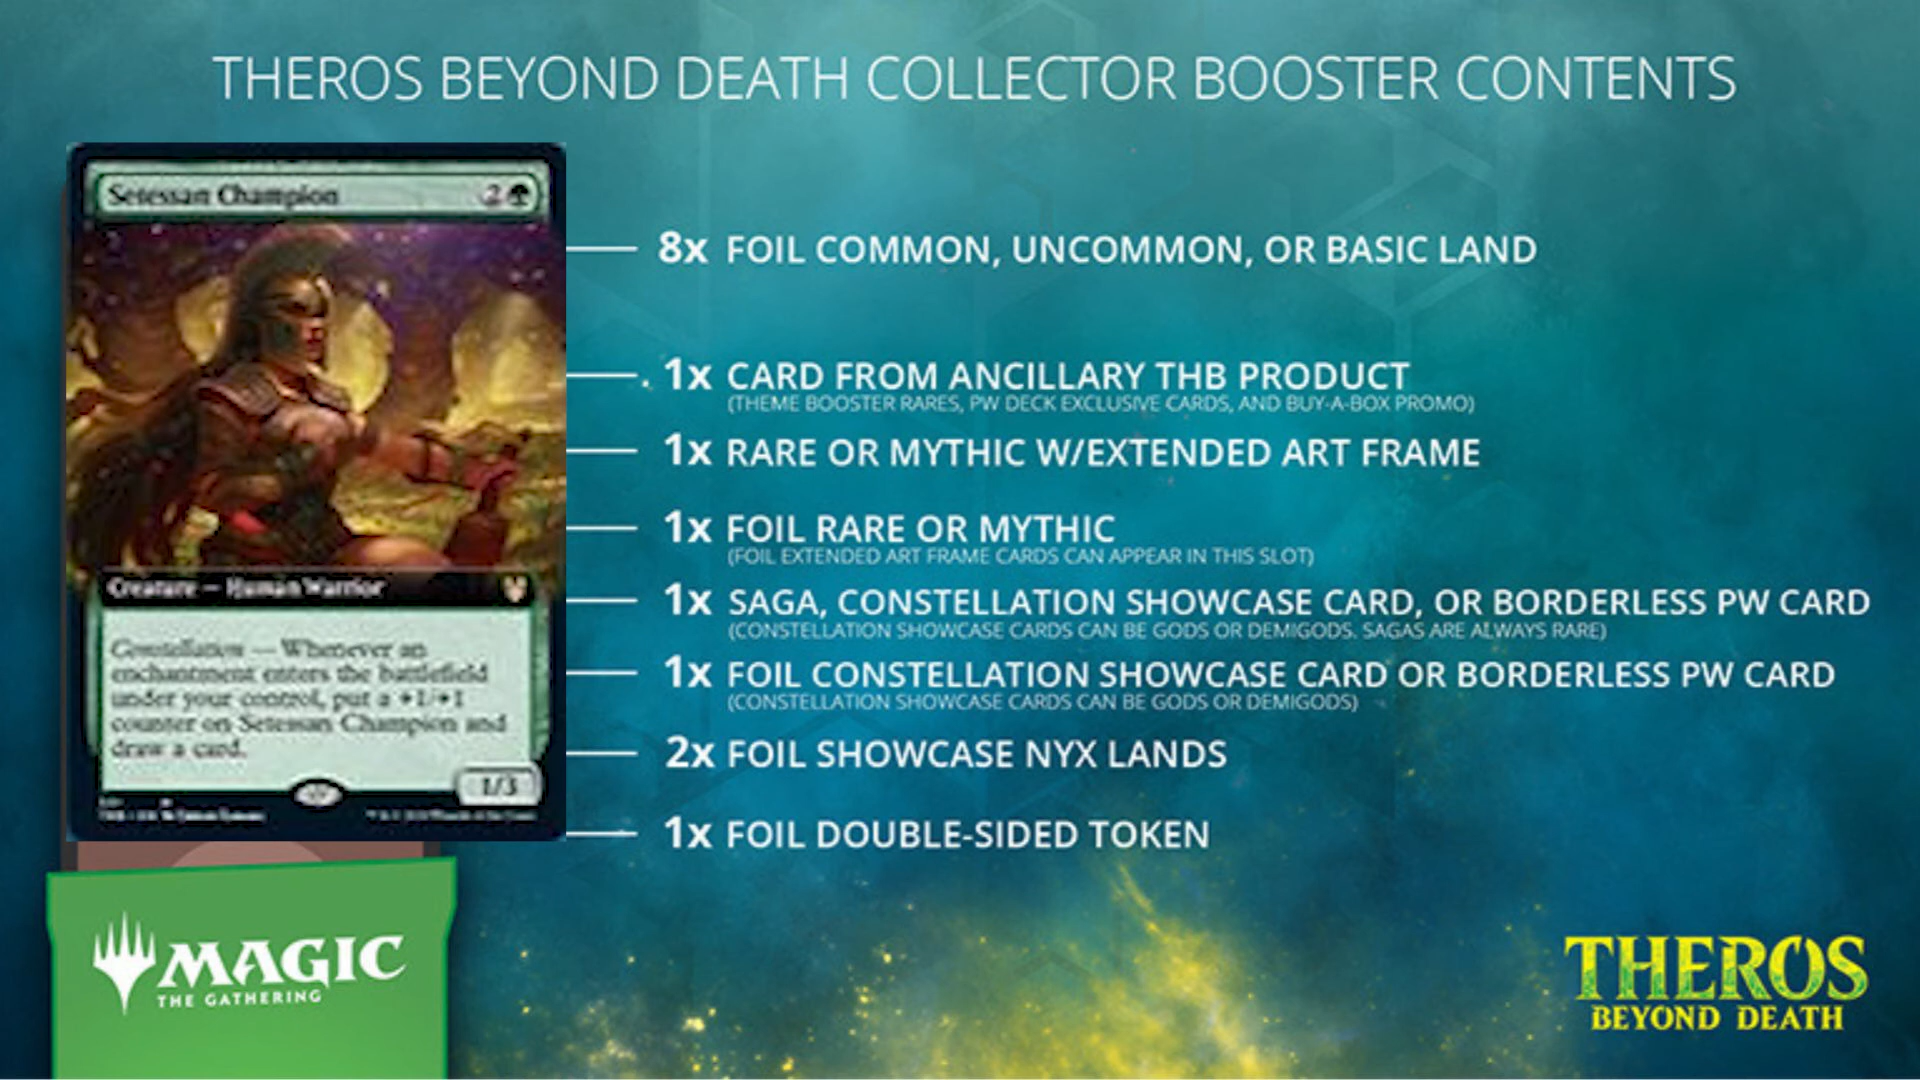 THEROS BEYOND DEATH COLLECTOR BOOSTER CONTENTS
Setessan Champion 2
8x FOIL COMMON, UNCOMMON, OR BASIC LAND
1x CARD FROM ANCILLARY THB PRODUCT
(THEME BOOSTER RARES, PW DECK EXCLUSIVE CARDS, AND BUY-A-BOX PROMO)
1x RARE OR MYTHIC W/EXTENDED ART FRAME
1x FOIL RARE OR MYTHIC
(FOIL EXTENDED ART FRAME CARDS CAN APPEAR IN THIS SLOT)
1x SAGA, CONSTELLATION SHOWCASE CARD, OR BORDERLESS PW CARD
(CONSTELLATION SHOWCASE CARDS CAN BE GODS OR DEMIGODS. SAGAS ARE ALWAYS RARE)
1x FOIL CONSTELLATION SHOWCASE CARD OR BORDERLESS PW CARD
(CONSTELLATION SHOWCASE CARDS CAN BE GODS OR DEMIGODS)
2x FOIL SHOWCASE NYX LANDS
1x FOIL DOUBLE-SIDED TOKEN
Creature — Human Warrior
Constellation — Whenever an
enchantment enters the battlefield
under your control, put a +1/+1
counter on Setessan Champion and
draw a card.
1/3
MAGIC
THE GATHERING
THEROS
BEYOND DEATH